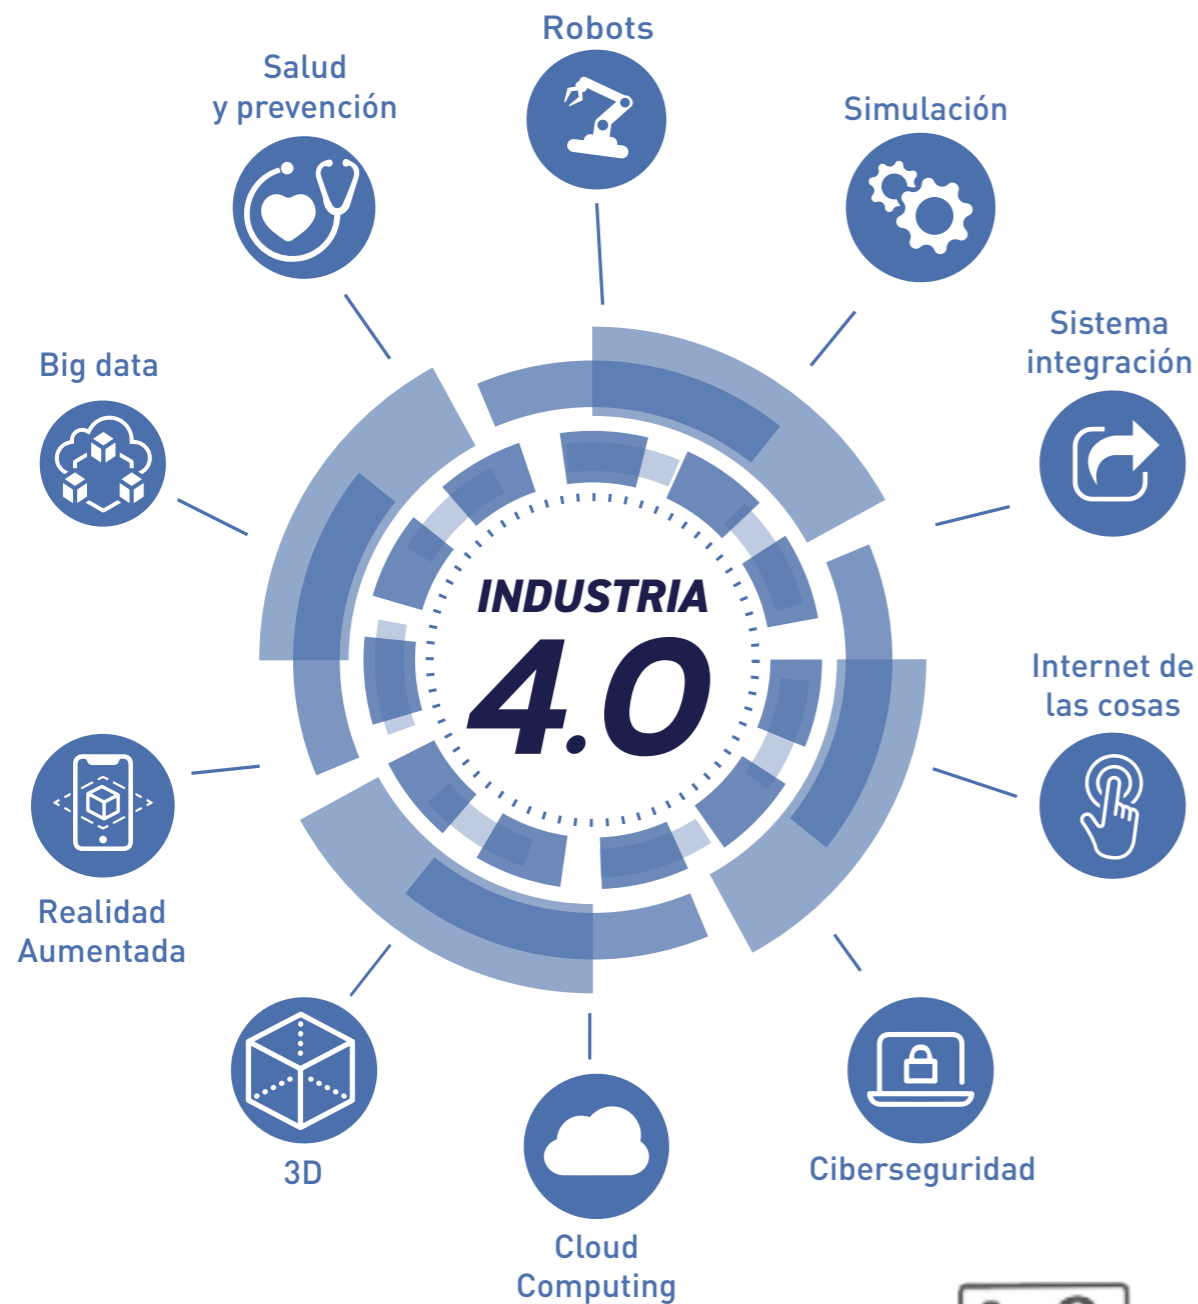 Robots
Salud
y prevención
Simulación
Sistema
integración
Big data
INDUSTRIA
4.0
Internet de
las cosas
Realidad
Aumentada
3D
Ciberseguridad
Cloud
Computing